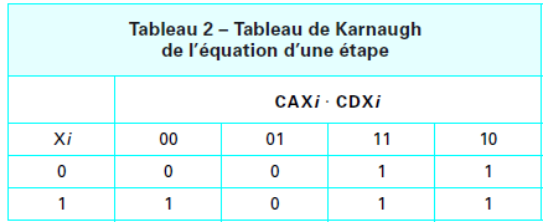 Tableau 2 – Tableau de Karnaugh
de l'équation d'une étape
CAXi · CDXi
Xi 00 01 11 10
0 0 0 1 1
1 1 0 1 1